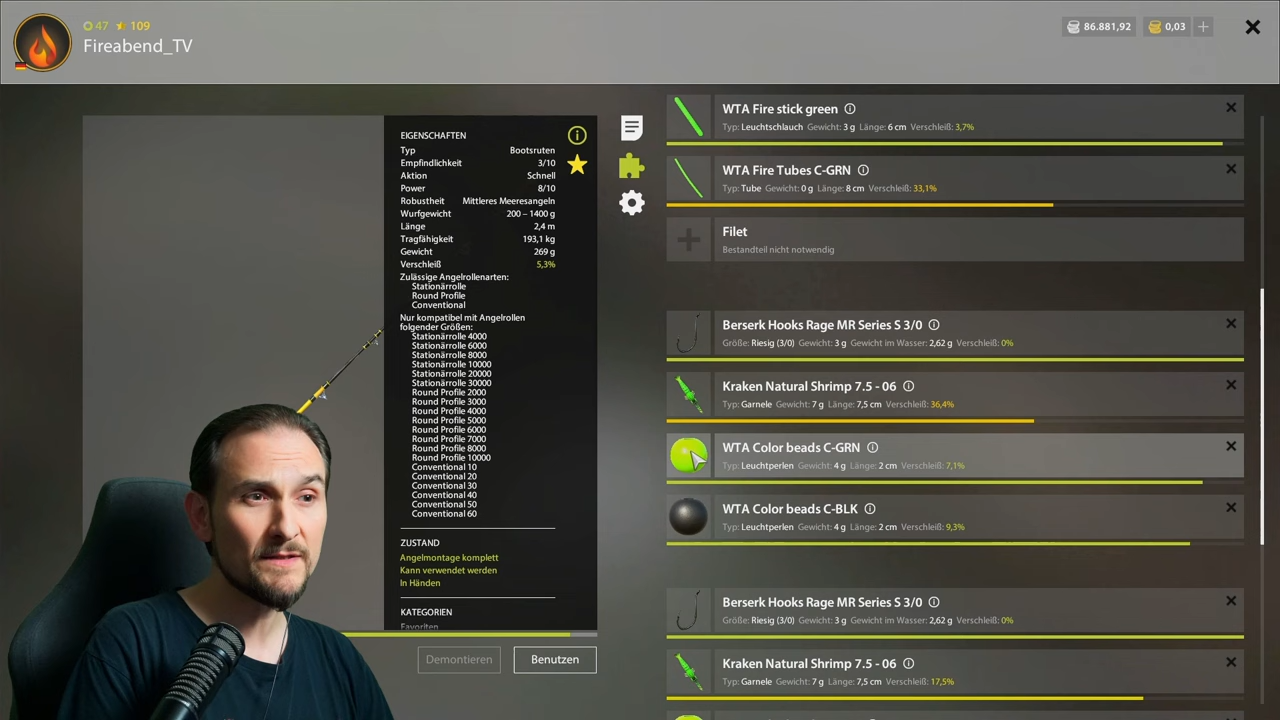 47 109
Fireabend_TV
86.881,92
0,03
EIGENSCHAFTEN
Typ Bootsruten
Empfindlichkeit 3/10
Aktion Schnell
Power 8/10
Robustheit Mittleres Meeresangeln
Wurfgewicht 200 – 1400 g
Länge 2,4 m
Tragfähigkeit 193,1 kg
Gewicht 269 g
Verschleiß 5,3%
Zulässige Angelrollenarten:
Stationärrolle
Round Profile
Conventional
Nur kompatibel mit Angelrollen
folgender Größen:
Stationärrolle 4000
Stationärrolle 6000
Stationärrolle 8000
Stationärrolle 10000
Stationärrolle 20000
Stationärrolle 30000
Round Profile 2000
Round Profile 3000
Round Profile 4000
Round Profile 5000
Round Profile 6000
Round Profile 7000
Round Profile 8000
Round Profile 10000
Conventional 10
Conventional 20
Conventional 30
Conventional 40
Conventional 50
Conventional 60
ZUSTAND
Angelmontage komplett
Kann verwendet werden
In Händen
KATEGORIEN
Favoriten
Demontieren
Benutzen
WTA Fire stick green
Typ: Leuchtschlauch Gewicht: 3 g Länge: 6 cm Verschleiß: 3,7%
WTA Fire Tubes C-GRN
Typ: Tube Gewicht: 0 g Länge: 8 cm Verschleiß: 33,1%
Filet
Bestandteil nicht notwendig
Berserk Hooks Rage MR Series S 3/0
Größe: Riesig (3/0) Gewicht: 3 g Gewicht im Wasser: 2,62 g Verschleiß: 0%
Kraken Natural Shrimp 7.5 - 06
Typ: Garnele Gewicht: 7 g Länge: 7,5 cm Verschleiß: 36,4%
WTA Color beads C-GRN
Typ: Leuchtperlen Gewicht: 4 g Länge: 2 cm Verschleiß: 7,1%
WTA Color beads C-BLK
Typ: Leuchtperlen Gewicht: 4 g Länge: 2 cm Verschleiß: 9,3%
Berserk Hooks Rage MR Series S 3/0
Größe: Riesig (3/0) Gewicht: 3 g Gewicht im Wasser: 2,62 g Verschleiß: 0%
Kraken Natural Shrimp 7.5 - 06
Typ: Garnele Gewicht: 7 g Länge: 7,5 cm Verschleiß: 17,5%